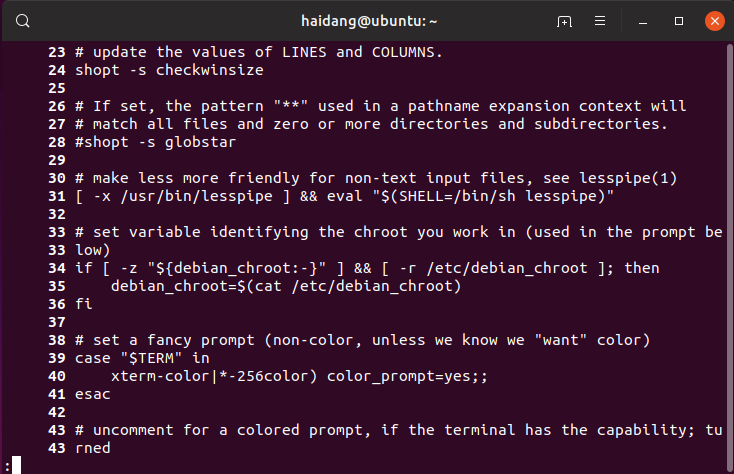 haidang@ubuntu: ~
23 # update the values of LINES and COLUMNS.
24 shopt -s checkwinsize
25
26 # If set, the pattern "**" used in a pathname expansion context will
27 # match all files and zero or more directories and subdirectories.
28 #shopt -s globstar
29
30 # make less more friendly for non-text input files, see lesspipe(1)
31 [ -x /usr/bin/lesspipe ] && eval "$(SHELL=/bin/sh lesspipe)"
32
33 # set variable identifying the chroot you work in (used in the prompt be
33 low)
34 if [ -z "${debian_chroot:-}" ] && [ -r /etc/debian_chroot ]; then
35     debian_chroot=$(cat /etc/debian_chroot)
36 fi
37
38 # set a fancy prompt (non-color, unless we know we "want" color)
39 case "$TERM" in
40     xterm-color|*-256color) color_prompt=yes;;
41 esac
42
43 # uncomment for a colored prompt, if the terminal has the capability; tu
43 rned
: